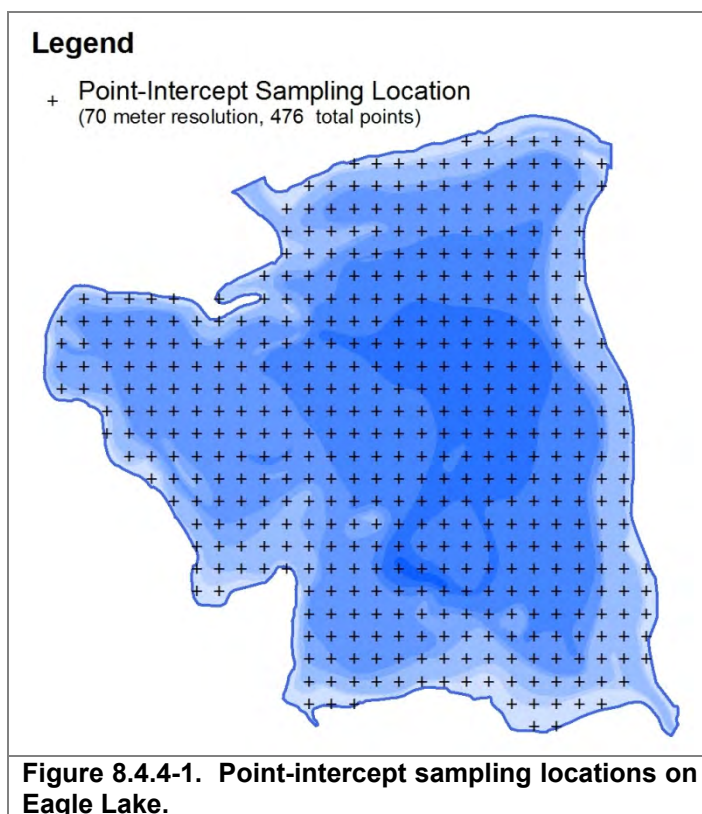 Legend
+ Point-Intercept Sampling Location
(70 meter resolution, 476 total points)
Figure 8.4.4-1. Point-intercept sampling locations on
Eagle Lake.